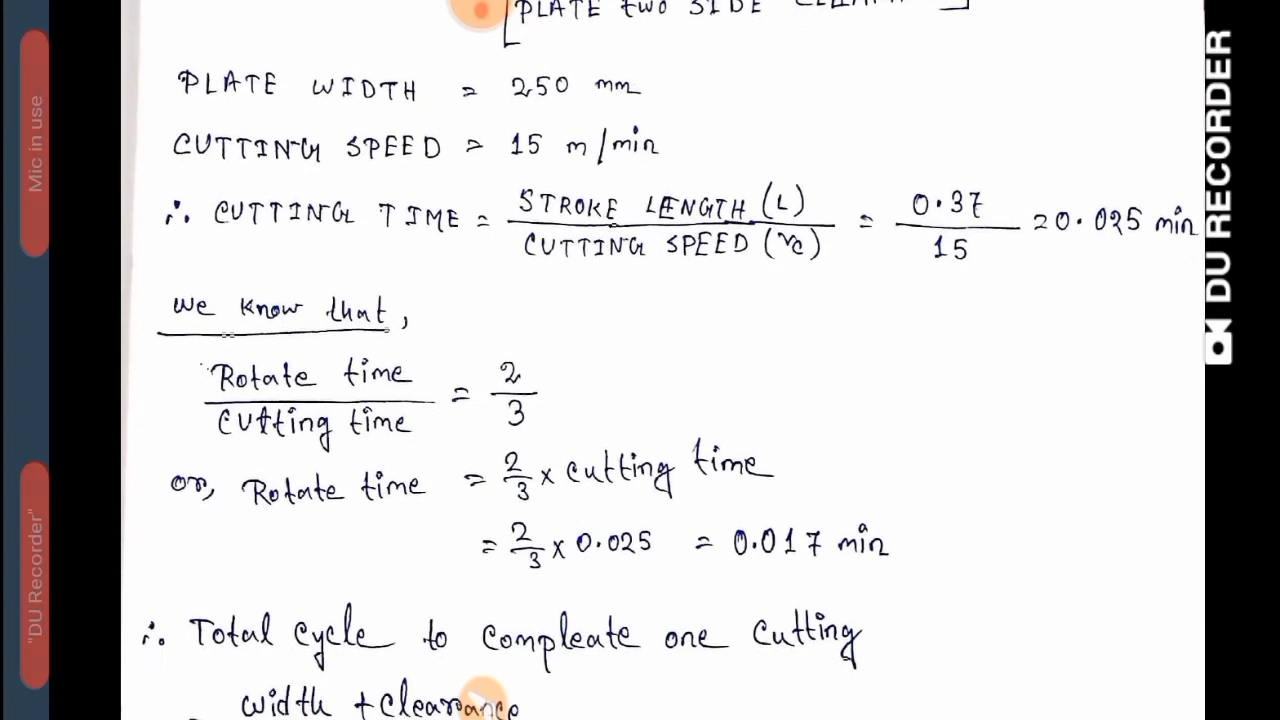 [PLATE two SIDE
PLATE WIDTH = 250 mm
CUTTING SPEED = 15 m/min
∴ CUTTING TIME = STROKE LENGTH (L) / CUTTING SPEED (Vc) = 0.37 / 15 = 0.025 min
We know that,
Rotate time / Cutting time = 2/3
or, Rotate time = 2/3 × cutting time
= 2/3 × 0.025 = 0.017 min
∴ Total cycle to compleate one cutting
width + clearance
Mic in use
"DU Recorder"
DU RECORDER